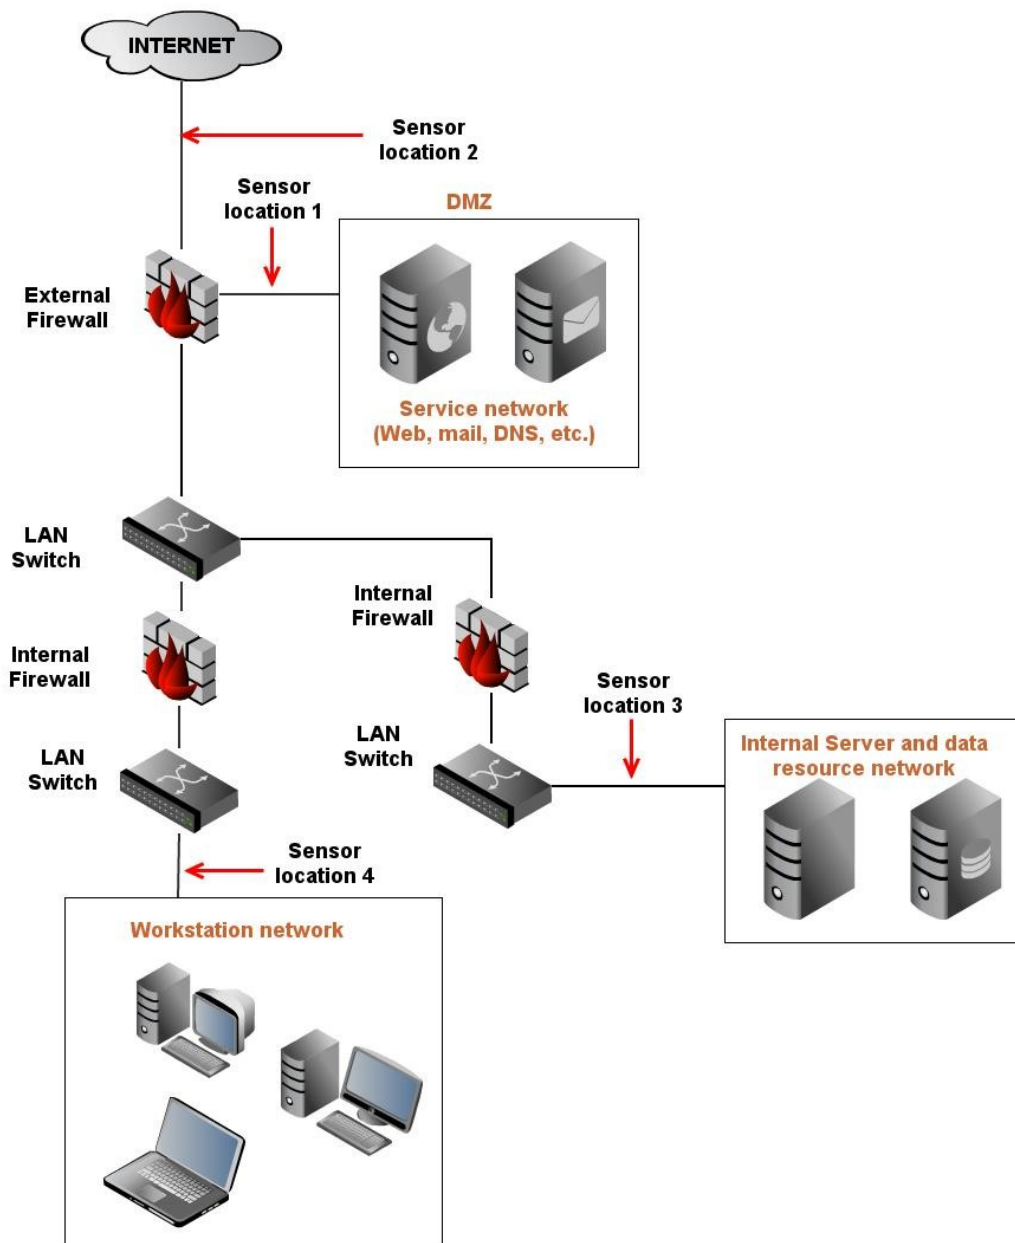 INTERNET
Sensor
location 2
Sensor
location 1
DMZ
External
Firewall
Service network
(Web, mail, DNS, etc.)
LAN
Switch
Internal
Firewall
Internal
Firewall
Sensor
location 3
LAN
Switch
Internal Server and data
resource network
LAN
Switch
Sensor
location 4
Workstation network